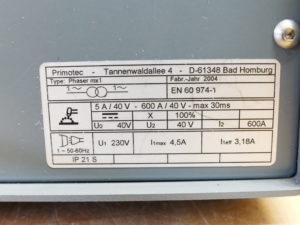 Primotec - Tannenwaldallee 4 - D-61348 Bad Homburg
Type: Phaser mx1 Fabr.-Jahr 2004
1~ EN 60 974-1
5 A / 40 V - 600 A / 40 V - max 30ms
X 100%
U0 40V U2 40 V I2 600A
1 ~ 50-60Hz U1 230V I1max 4,5A I1eff 3,18A
IP 21 S